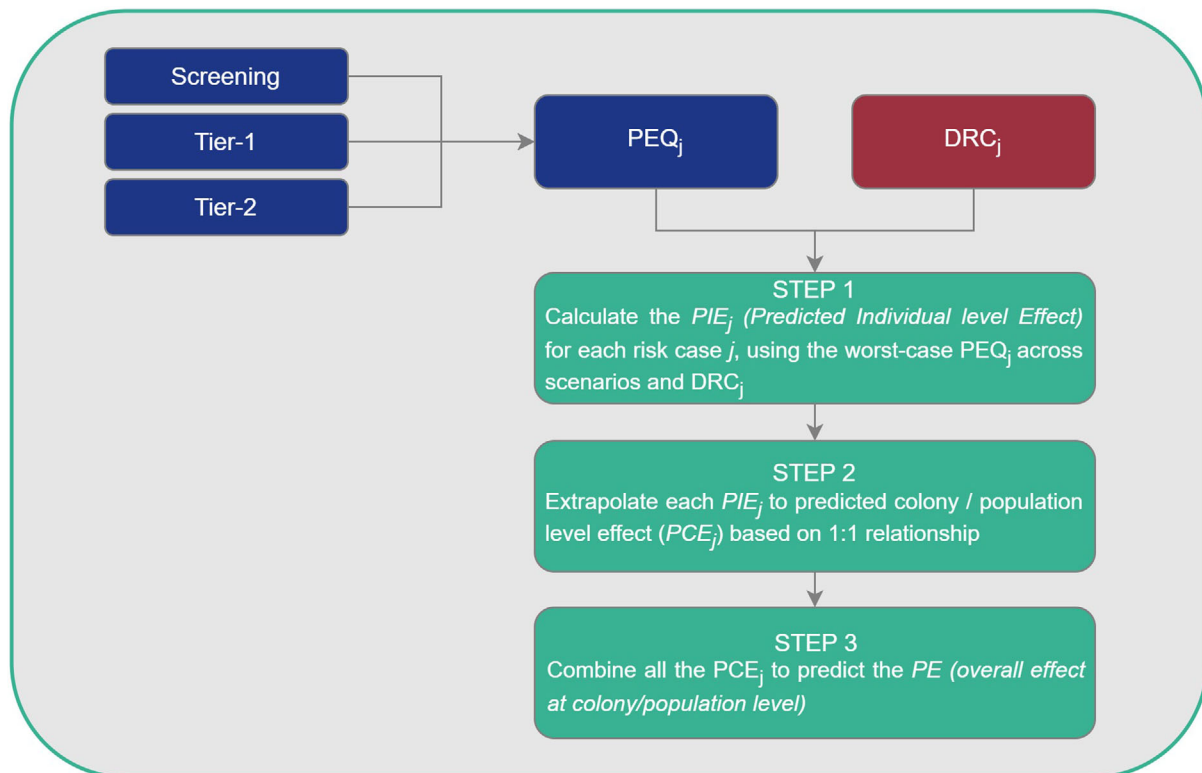 Screening
Tier-1
Tier-2
PEQj
DRCj
STEP 1
Calculate the PIEj (Predicted Individual level Effect)
for each risk case j, using the worst-case PEQj across
scenarios and DRCj
STEP 2
Extrapolate each PIEj to predicted colony / population
level effect (PCEj) based on 1:1 relationship
STEP 3
Combine all the PCEj to predict the PE (overall effect
at colony/population level)